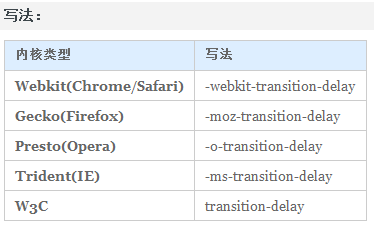 写法：
内核类型 写法
Webkit(Chrome/Safari) -webkit-transition-delay
Gecko(Firefox) -moz-transition-delay
Presto(Opera) -o-transition-delay
Trident(IE) -ms-transition-delay
W3C transition-delay